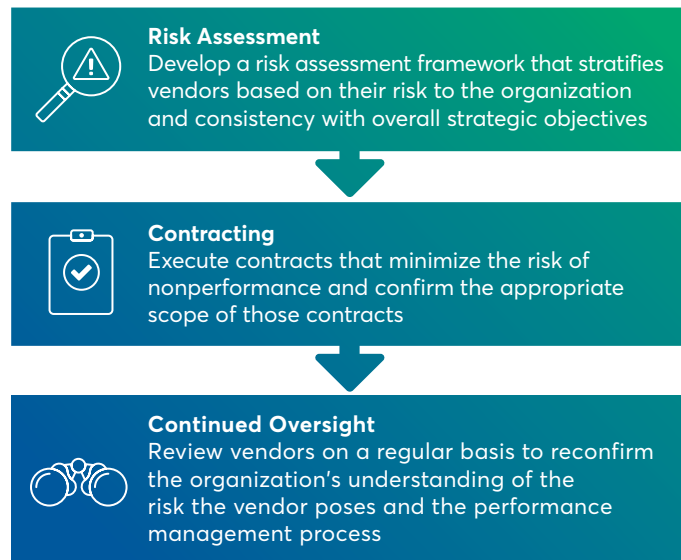 Risk Assessment
Develop a risk assessment framework that stratifies
vendors based on their risk to the organization
and consistency with overall strategic objectives
Contracting
Execute contracts that minimize the risk of
nonperformance and confirm the appropriate
scope of those contracts
Continued Oversight
Review vendors on a regular basis to reconfirm
the organization's understanding of the
risk the vendor poses and the performance
management process